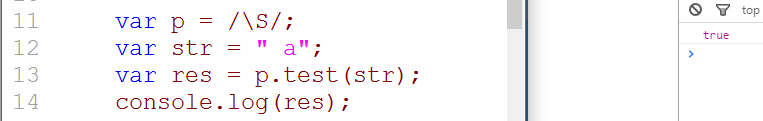 11 var p = /\S/; top
12 var str = " a"; true
13 var res = p.test(str); >
14 console.log(res);